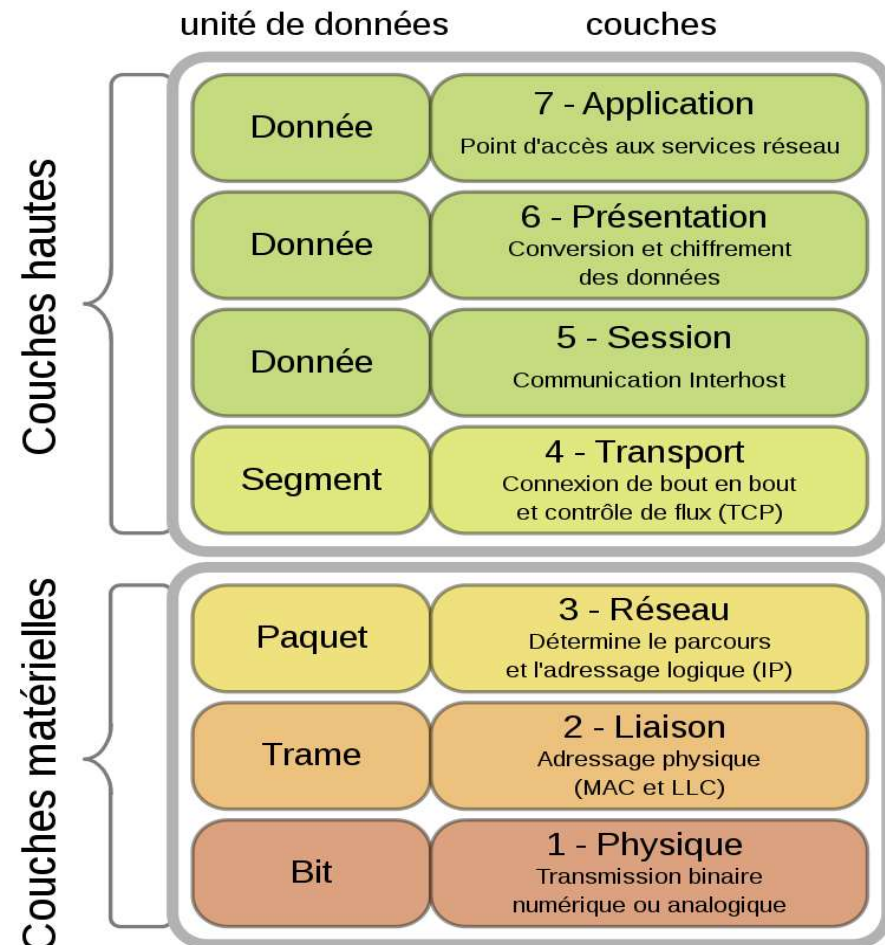 unité de données couches
Couches hautes
Donnée
7 - Application
Point d'accès aux services réseau
Donnée
6 - Présentation
Conversion et chiffrement
des données
Donnée
5 - Session
Communication Interhost
Segment
4 - Transport
Connexion de bout en bout
et contrôle de flux (TCP)
Couches matérielles
Paquet
3 - Réseau
Détermine le parcours
et l'adressage logique (IP)
Trame
2 - Liaison
Adressage physique
(MAC et LLC)
Bit
1 - Physique
Transmission binaire
numérique ou analogique